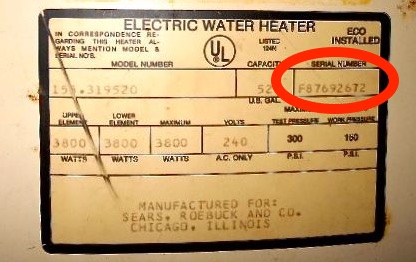 ELECTRIC WATER HEATER
IN CORRESPONDENCE RE-
GARDING THIS HEATER AL-
WAYS MENTION MODEL &
SERIAL NO'S.
UL
LISTED
ECO
INSTALLED
MODEL NUMBER CAPACITY SERIAL NUMBER
153.319520 52 F87692672
U.S. GAL.
UPPER ELEMENT LOWER ELEMENT MAXIMUM VOLTS TEST PRESSURE WORK PRESSURE
3800 3800 3800 240 300 150
WATTS WATTS WATTS A.C. ONLY P.S.I. P.S.I.
MANUFACTURED FOR:
SEARS, ROEBUCK AND CO.
CHICAGO, ILLINOIS